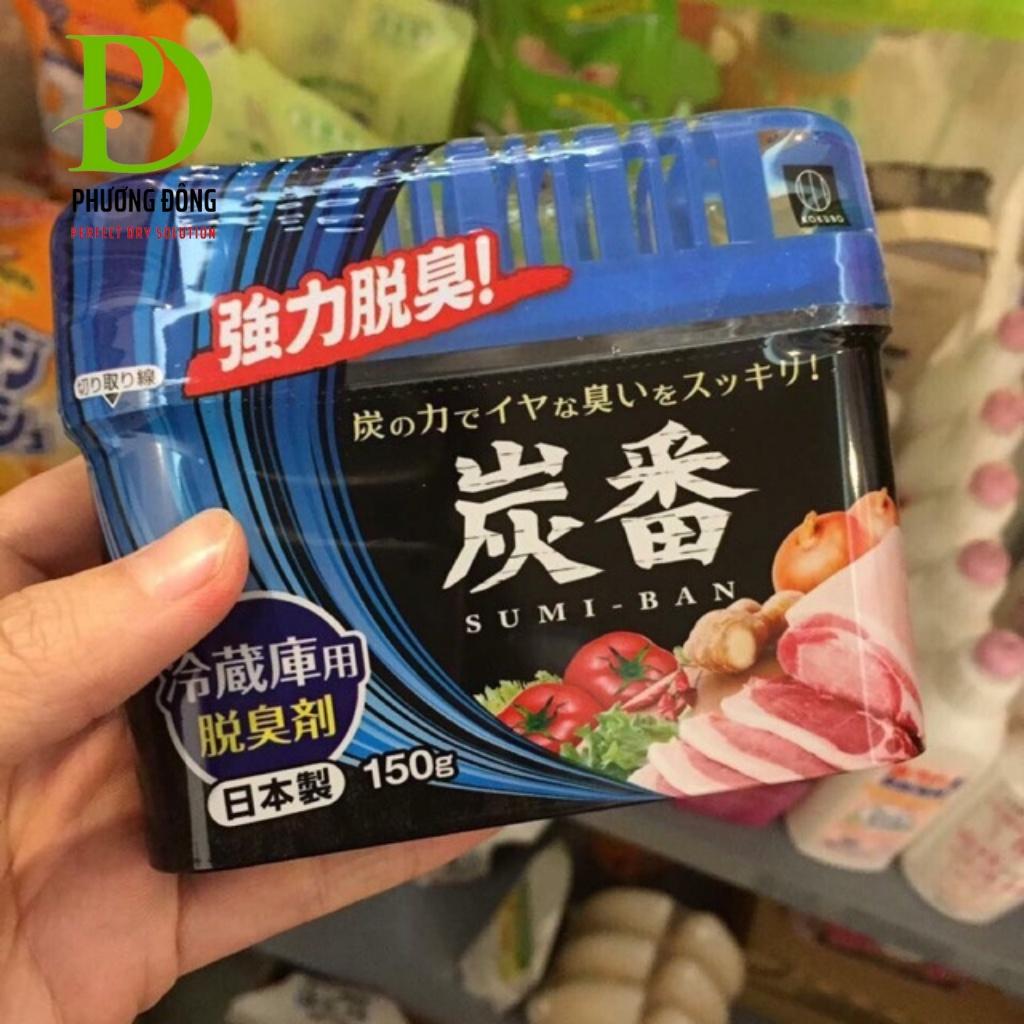 PHƯƠNG ĐÔNG
PERFECT DRY SOLUTION
KOKUBO
強力脱臭!
切り取り線
炭の力でイヤな臭いをスッキリ!
炭番
SUMI-BAN
冷蔵庫用
脱臭剤
日本製
150g